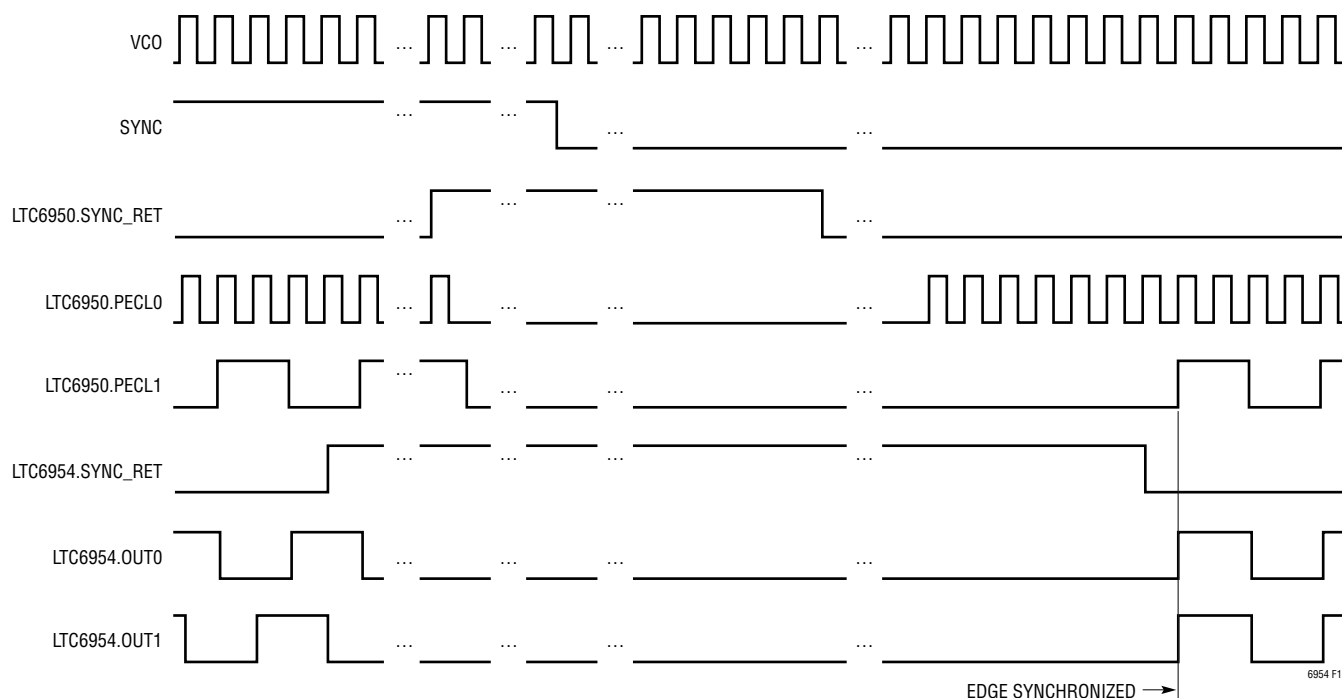 VCO
... ... ... ...
SYNC
... ... ... ...
LTC6950.SYNC_RET
... ... ... ...
LTC6950.PECL0
... ... ... ...
LTC6950.PECL1
... ... ... ...
LTC6954.SYNC_RET
... ... ... ...
LTC6954.OUT0
... ... ... ...
LTC6954.OUT1
... ... ... ...
6954 F1
EDGE SYNCHRONIZED